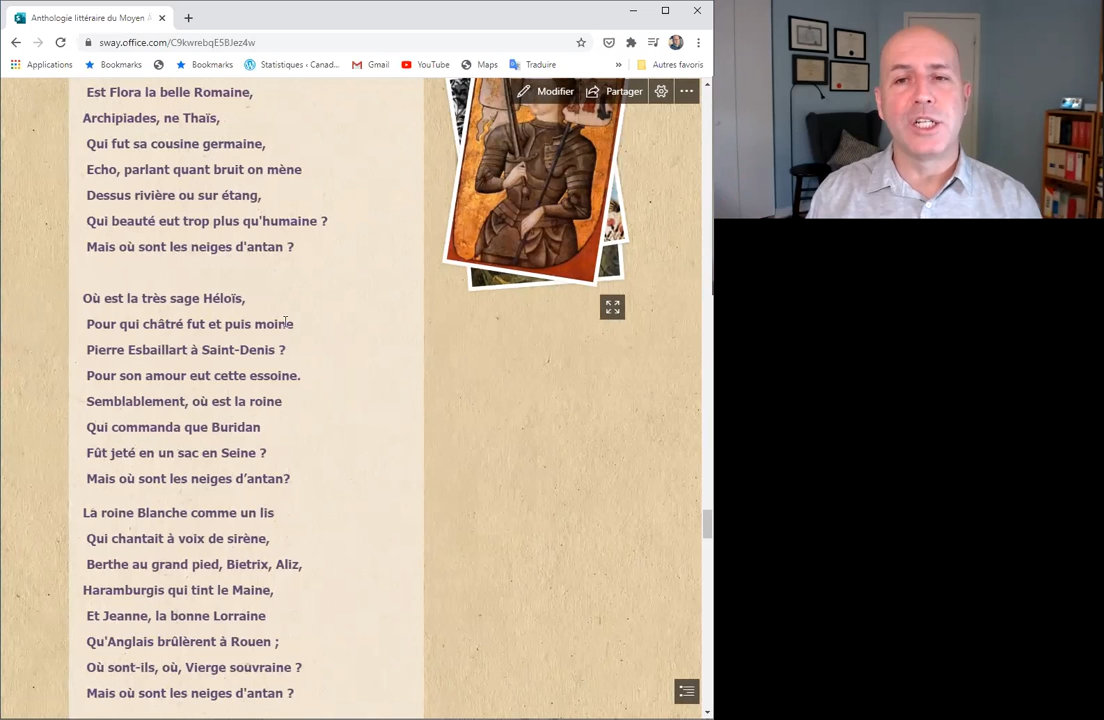 Anthologie littéraire du Moyen
sway.office.com/C9kwrebqE5BJez4w
Applications
Bookmarks
Bookmarks
Statistiques ‹ Canad...
Gmail
YouTube
Maps
Traduire
»
Autres favoris
Modifier
Partager
Est Flora la belle Romaine,
Archipiades, ne Thaïs,
Qui fut sa cousine germaine,
Echo, parlant quant bruit on mène
Dessus rivière ou sur étang,
Qui beauté eut trop plus qu'humaine ?
Mais où sont les neiges d'antan ?
Où est la très sage Héloïs,
Pour qui châtré fut et puis moine
Pierre Esbaillart à Saint-Denis ?
Pour son amour eut cette essoine.
Semblablement, où est la roine
Qui commanda que Buridan
Fût jeté en un sac en Seine ?
Mais où sont les neiges d’antan?
La roine Blanche comme un lis
Qui chantait à voix de sirène,
Berthe au grand pied, Bietrix, Aliz,
Haramburgis qui tint le Maine,
Et Jeanne, la bonne Lorraine
Qu'Anglais brûlèrent à Rouen ;
Où sont-ils, où, Vierge souvraine ?
Mais où sont les neiges d'antan ?